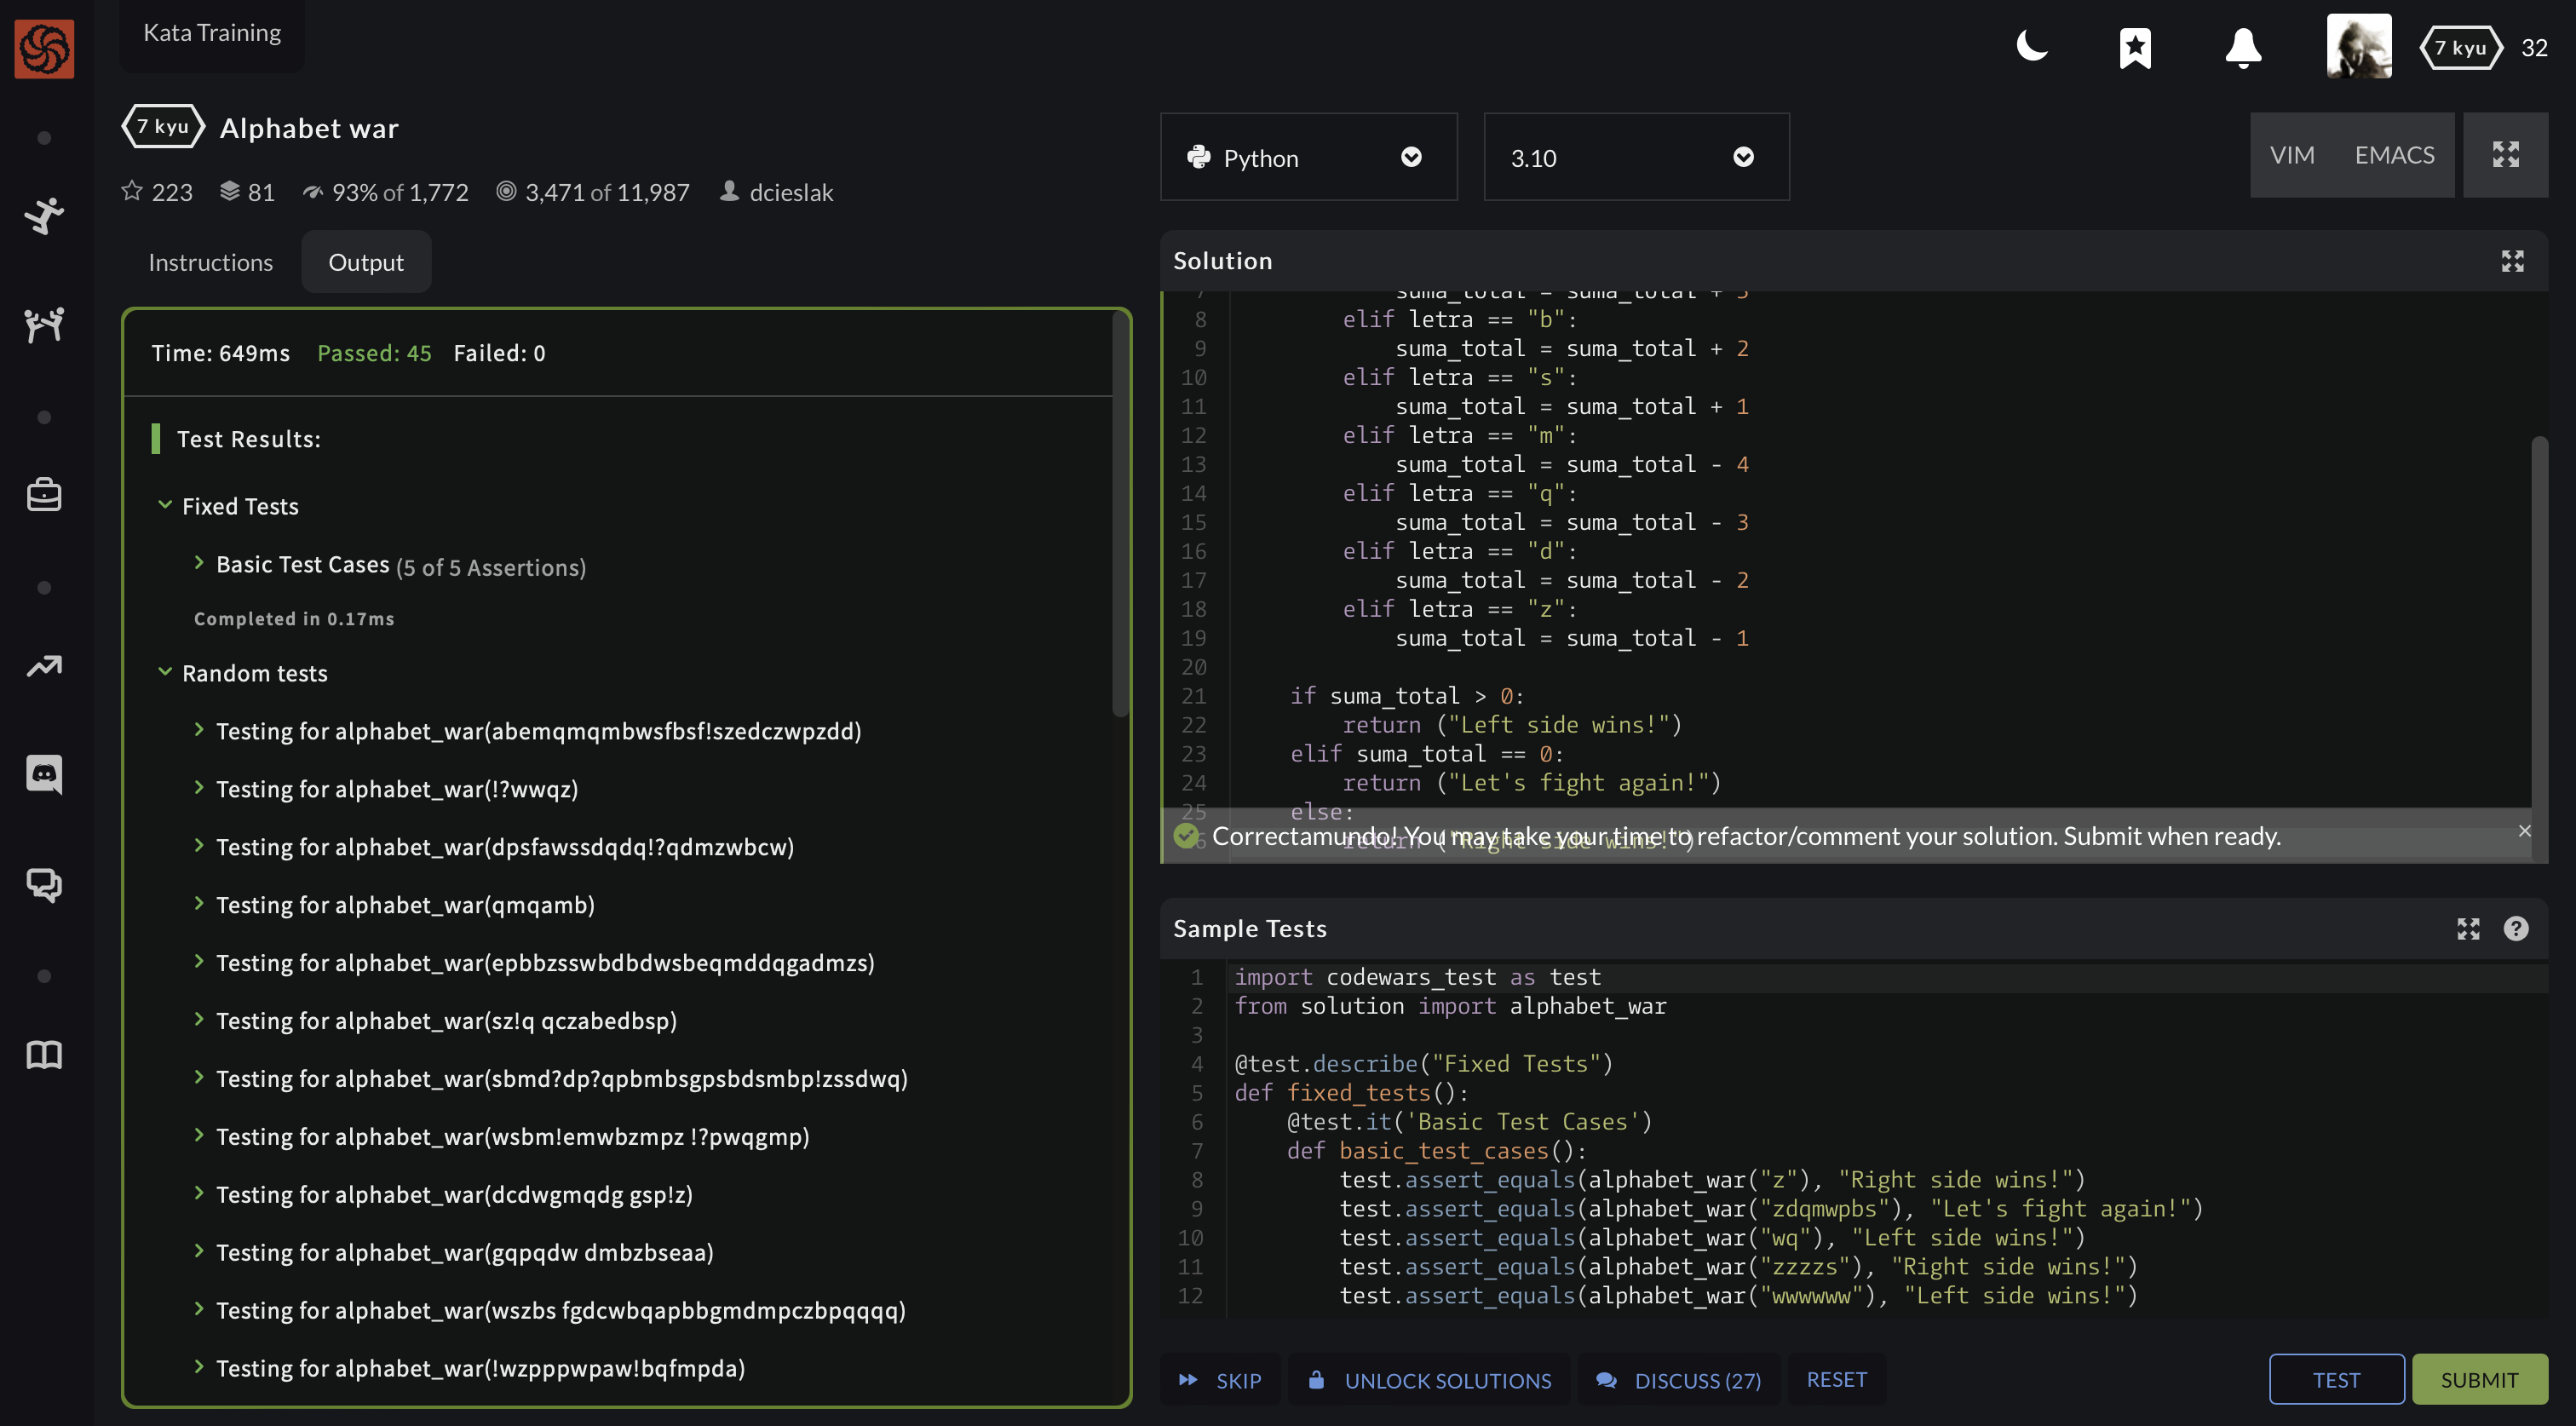 Kata Training
7 kyu 32
7 kyu Alphabet war
223 81 93% of 1,772 3,471 of 11,987 dcieslak
Python
3.10
VIM EMACS
Instructions Output
Time: 649ms Passed: 45 Failed: 0
Test Results:
Fixed Tests
Basic Test Cases (5 of 5 Assertions)
Completed in 0.17ms
Random tests
Testing for alphabet_war(abemqmqmbwsfbsf!szedczwpzdd)
Testing for alphabet_war(!?wwqz)
Testing for alphabet_war(dpsfawssdqdq!?qdmzwbcw)
Testing for alphabet_war(qmqamb)
Testing for alphabet_war(epbbzsswbdbdwsbeqmddqgadmzs)
Testing for alphabet_war(sz!q qczabedbsp)
Testing for alphabet_war(sbmd?dp?qpbmbsgpsbdsmbp!zssdwq)
Testing for alphabet_war(wsbm!emwbzmpz !?pwqgmp)
Testing for alphabet_war(dcdwgmqdg gsp!z)
Testing for alphabet_war(gqpqdw dmbzbseaa)
Testing for alphabet_war(wszbs fgdcwbqapbbgmdmpczbpqqqq)
Testing for alphabet_war(!wzpppwpaw!bqfmpda)
Solution
7 suma_total = suma_total + 3
8 elif letra == "b":
9 suma_total = suma_total + 2
10 elif letra == "s":
11 suma_total = suma_total + 1
12 elif letra == "m":
13 suma_total = suma_total - 4
14 elif letra == "q":
15 suma_total = suma_total - 3
16 elif letra == "d":
17 suma_total = suma_total - 2
18 elif letra == "z":
19 suma_total = suma_total - 1
20
21 if suma_total > 0:
22 return ("Left side wins!")
23 elif suma_total == 0:
24 return ("Let's fight again!")
25 else:
26 return ("Right side wins!")
Correctamundo! You may take your time to refactor/comment your solution. Submit when ready.
Sample Tests
1 import codewars_test as test
2 from solution import alphabet_war
3
4 @test.describe("Fixed Tests")
5 def fixed_tests():
6 @test.it('Basic Test Cases')
7 def basic_test_cases():
8 test.assert_equals(alphabet_war("z"), "Right side wins!")
9 test.assert_equals(alphabet_war("zdqmwpbs"), "Let's fight again!")
10 test.assert_equals(alphabet_war("wq"), "Left side wins!")
11 test.assert_equals(alphabet_war("zzzzs"), "Right side wins!")
12 test.assert_equals(alphabet_war("wwwwww"), "Left side wins!")
SKIP UNLOCK SOLUTIONS DISCUSS (27) RESET TEST SUBMIT